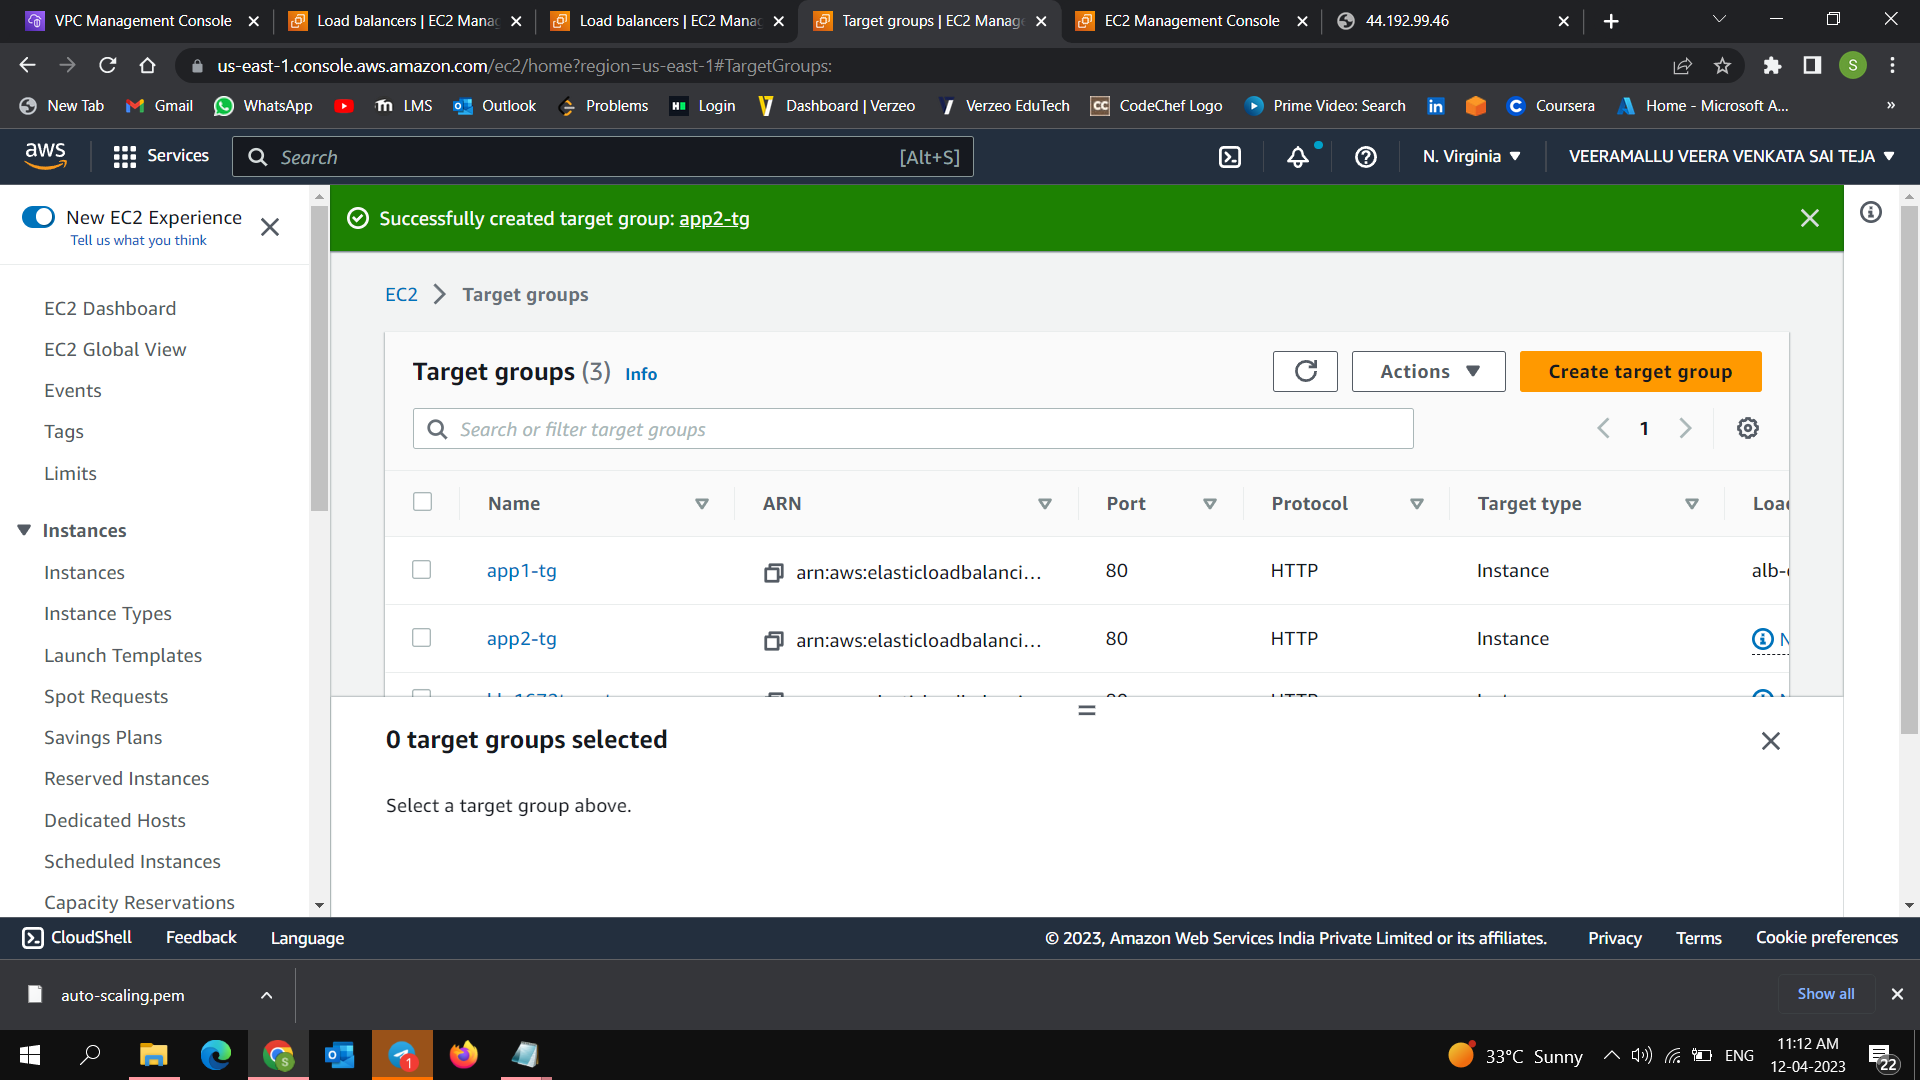 VPC Management Console
Load balancers | EC2 Manag
Load balancers | EC2 Manag
Target groups | EC2 Manage
EC2 Management Console
44.192.99.46
us-east-1.console.aws.amazon.com/ec2/home?region=us-east-1#TargetGroups:
S
New Tab
Gmail
WhatsApp
LMS
Outlook
Problems
Login
Dashboard | Verzeo
Verzeo EduTech
CodeChef Logo
Prime Video: Search
Coursera
Home - Microsoft A...
»
aws
Services
Search
[Alt+S]
N. Virginia
VEERAMALLU VEERA VENKATA SAI TEJA
New EC2 Experience
Tell us what you think
EC2 Dashboard
EC2 Global View
Events
Tags
Limits
Instances
Instances
Instance Types
Launch Templates
Spot Requests
Savings Plans
Reserved Instances
Dedicated Hosts
Scheduled Instances
Capacity Reservations
Successfully created target group: app2-tg
EC2
Target groups
Target groups (3) Info
Actions
Create target group
Search or filter target groups
1
Name
ARN
Port
Protocol
Target type
Load
app1-tg
arn:aws:elasticloadbalanci...
80
HTTP
Instance
alb-
app2-tg
arn:aws:elasticloadbalanci...
80
HTTP
Instance
N
0 target groups selected
Select a target group above.
CloudShell
Feedback
Language
© 2023, Amazon Web Services India Private Limited or its affiliates.
Privacy
Terms
Cookie preferences
auto-scaling.pem
Show all
1
33°C Sunny
ENG
11:12 AM
12-04-2023
22